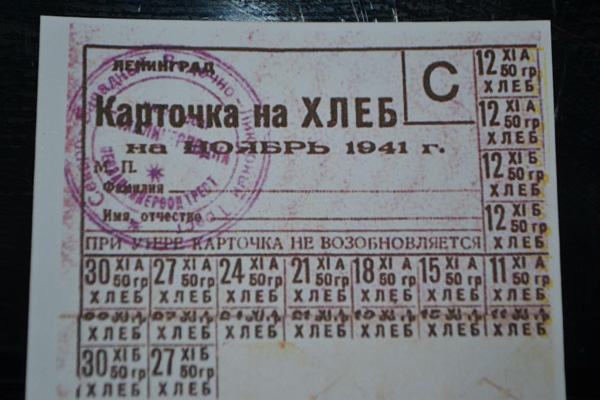 ЛЕНИНГРАД
С
Карточка на ХЛЕБ
на НОЯБРЬ 1941 г.
М. П.
Фамилия
Имя, отчество
ПРИ УТЕРЕ КАРТОЧКА НЕ ВОЗОБНОВЛЯЕТСЯ
12 XI А 50 гр ХЛЕБ
12 XI А 50 гр ХЛЕБ
12 XI Б 50 гр ХЛЕБ
12 XI Б 50 гр ХЛЕБ
30 XI А 50 гр ХЛЕБ
27 XI А 50 гр ХЛЕБ
24 XI А 50 гр ХЛЕБ
21 XI А 50 гр ХЛЕБ
18 XI А 50 гр ХЛЕБ
15 XI А 50 гр ХЛЕБ
11 XI А 50 гр ХЛЕБ
ХЛЕБ
ХЛЕБ
ХЛЕБ
ХЛЕБ
ХЛЕБ
ХЛЕБ
ХЛЕБ
30 XI Б 50 гр ХЛЕБ
27 XI Б 50 гр ХЛЕБ